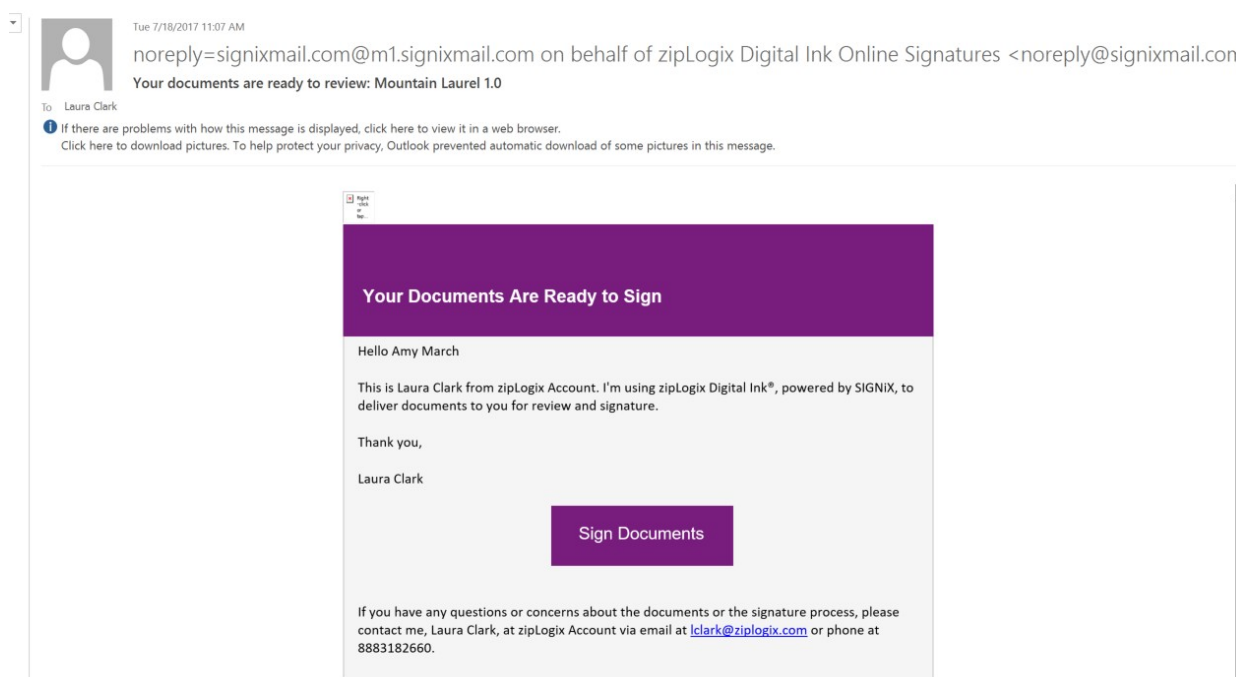 Tue 7/18/2017 11:07 AM
noreply=signixmail.com@m1.signixmail.com on behalf of zipLogix Digital Ink Online Signatures <noreply@signixmail.com
Your documents are ready to review: Mountain Laurel 1.0
To Laura Clark
If there are problems with how this message is displayed, click here to view it in a web browser.
Click here to download pictures. To help protect your privacy, Outlook prevented automatic download of some pictures in this message.
Right
-click
or
tap...
Your Documents Are Ready to Sign
Hello Amy March
This is Laura Clark from zipLogix Account. I'm using zipLogix Digital Ink®, powered by SIGNiX, to
deliver documents to you for review and signature.
Thank you,
Laura Clark
Sign Documents
If you have any questions or concerns about the documents or the signature process, please
contact me, Laura Clark, at zipLogix Account via email at lclark@ziplogix.com or phone at
8883182660.